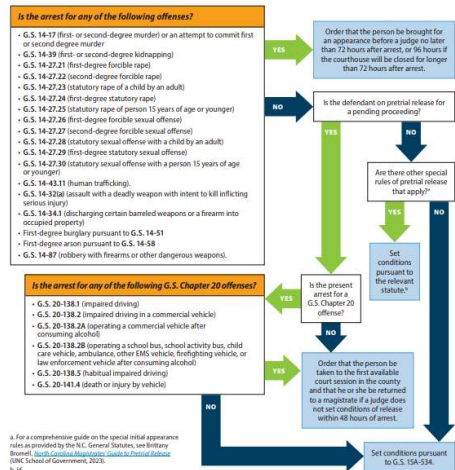 Is the arrest for any of the following offenses?
• G.S. 14-17 (first- or second-degree murder) or an attempt to commit first
or second degree murder
• G.S. 14-39 (first- or second-degree kidnapping)
• G.S. 14-27.21 (first-degree forcible rape)
• G.S. 14-27.22 (second-degree forcible rape)
• G.S. 14-27.23 (statutory rape of a child by an adult)
• G.S. 14-27.24 (first-degree statutory rape)
• G.S. 14-27.25 (statutory rape of person 15 years of age or younger)
• G.S. 14-27.26 (first-degree forcible sexual offense)
• G.S. 14-27.27 (second-degree forcible sexual offense)
• G.S. 14-27.28 (statutory sexual offense with a child by an adult)
• G.S. 14-27.29 (first-degree statutory sexual offense)
• G.S. 14-27.30 (statutory sexual offense with a person 15 years of age
or younger)
• G.S. 14-43.11 (human trafficking).
• G.S. 14-32(a) (assault with a deadly weapon with intent to kill inflicting
serious injury)
• G.S. 14-34.1 (discharging certain barreled weapons or a firearm into
occupied property)
• First-degree burglary pursuant to G.S. 14-51
• First-degree arson pursuant to G.S. 14-58
• G.S. 14-87 (robbery with firearms or other dangerous weapons).
YES
Order that the person be brought for
an appearance before a judge no later
than 72 hours after arrest, or 96 hours if
the courthouse will be closed for longer
than 72 hours after arrest.
NO
Is the defendant on pretrial release for
a pending proceeding?
YES
NO
Are there other special
rules of pretrial release
that apply?a
YES
NO
Set
conditions
pursuant to
the relevant
statute.b
Is the present
arrest for a
G.S. Chapter 20
offense?
YES
NO
Is the arrest for any of the following G.S. Chapter 20 offenses?
• G.S. 20-138.1 (impaired driving)
• G.S. 20-138.2 (impaired driving in a commercial vehicle)
• G.S. 20-138.2A (operating a commercial vehicle after
consuming alcohol)
• G.S. 20-138.2B (operating a school bus, school activity bus, child
care vehicle, ambulance, other EMS vehicle, firefighting vehicle, or
law enforcement vehicle after consuming alcohol)
• G.S. 20-138.5 (habitual impaired driving)
• G.S. 20-141.4 (death or injury by vehicle)
YES
Order that the person be
taken to the first available
court session in the county
and that he or she be returned
to a magistrate if a judge does
not set conditions of release
within 48 hours of arrest.
NO
Set conditions pursuant
to G.S. 15A-534.
a. For a comprehensive guide on the special initial appearance
rules as provided by the N.C. General Statutes, see Brittany
Bromell, North Carolina Magistrates' Guide to Pretrial Release
(UNC School of Government, 2023).
b. Id.